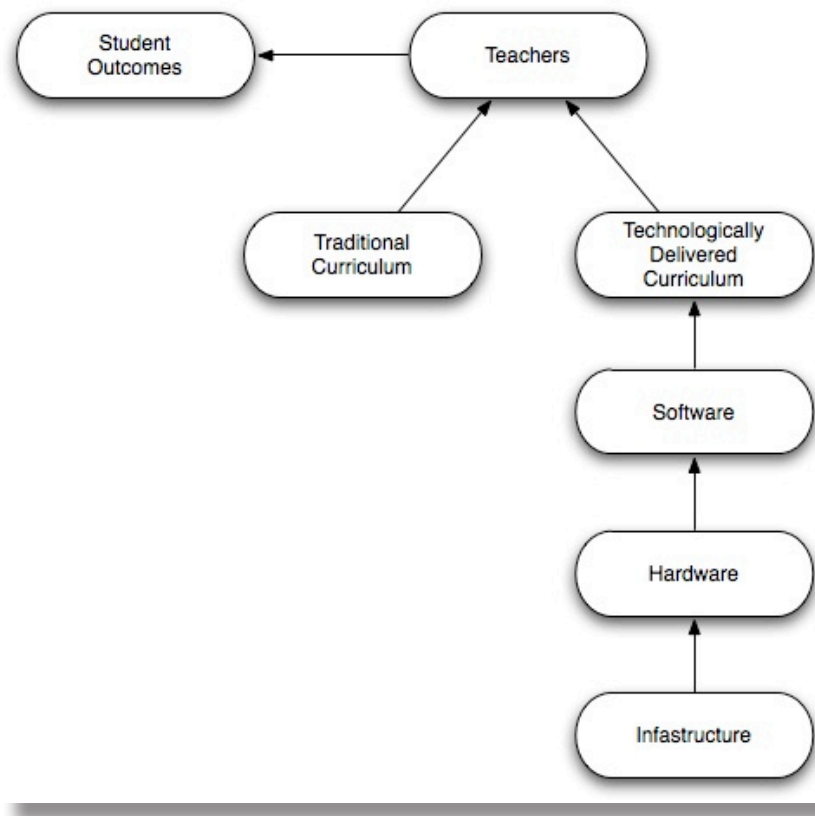 Student
Outcomes
Teachers
Traditional
Curriculum
Technologically
Delivered
Curriculum
Software
Hardware
Infastructure